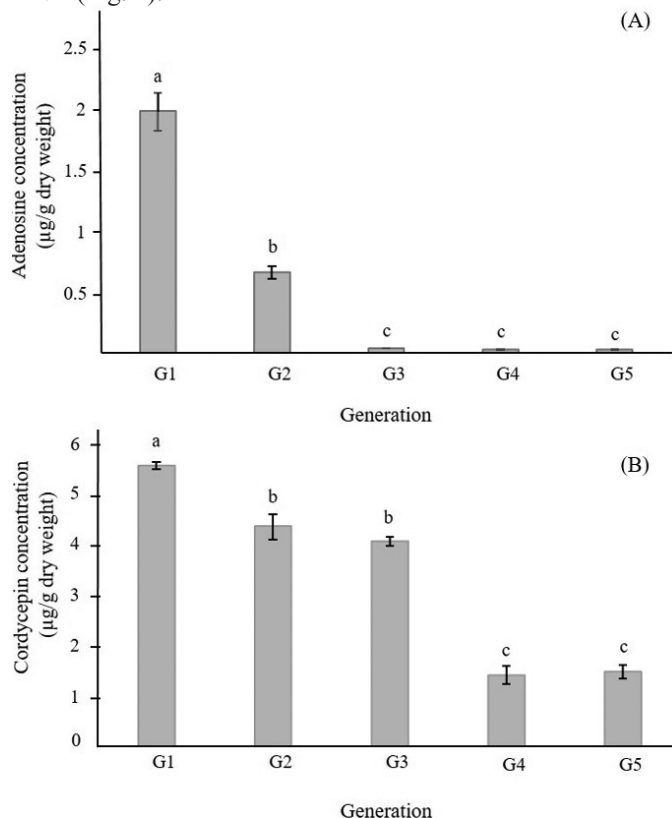 (A)
Adenosine concentration
(µg/g dry weight)
2.5
2
1.5
1
0.5
a
b
c
c
c
G1 G2 G3 G4 G5
Generation
(B)
Cordycepin concentration
(µg/g dry weight)
6
5
4
3
2
1
0
a
b
b
c
c
G1 G2 G3 G4 G5
Generation